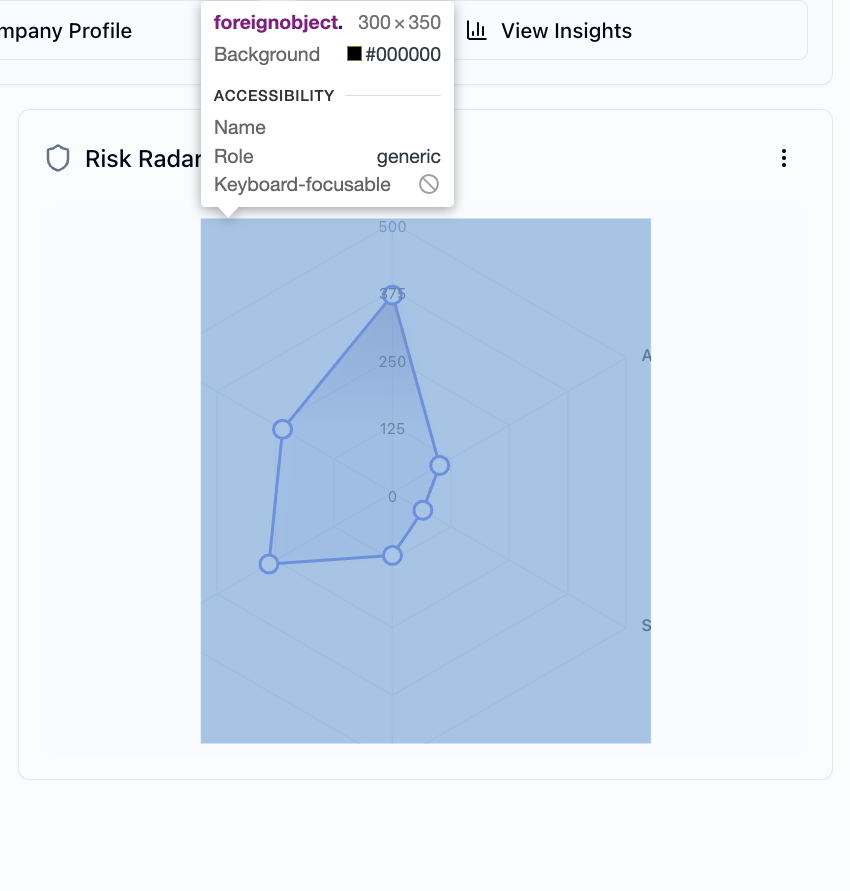 mpany Profile
View Insights
foreignobject. 300 × 350
Background #000000
ACCESSIBILITY
Name
Role generic
Keyboard-focusable
Risk Radar
500
375
250
125
0
A
S